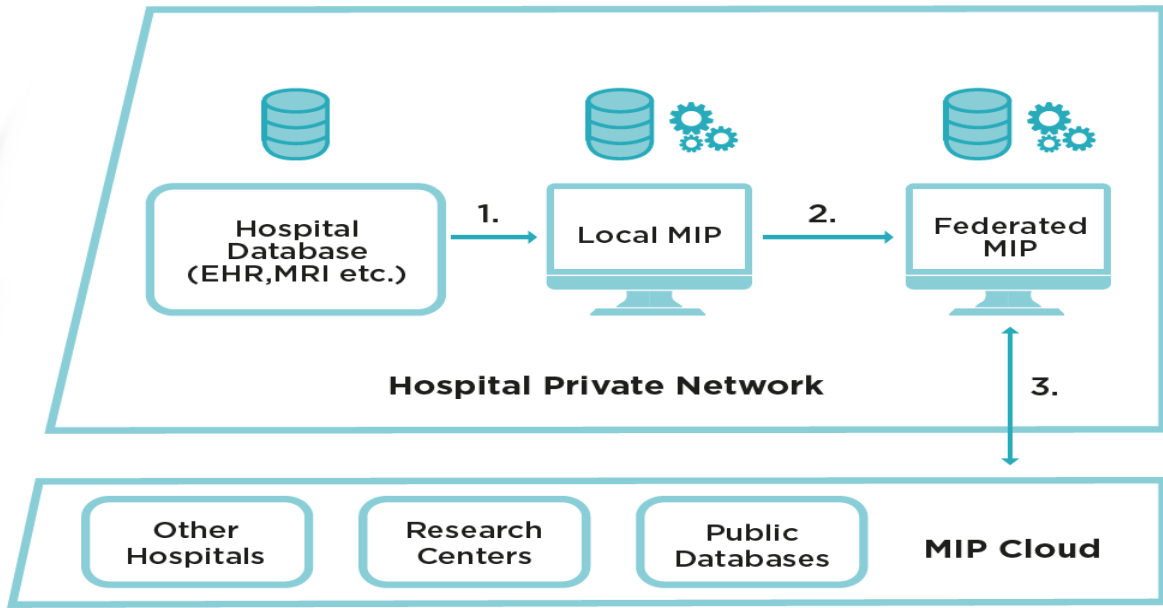 1.
2.
Hospital
Database
(EHR,MRI etc.)
Local MIP
Federated
MIP
Hospital Private Network
3.
Other
Hospitals
Research
Centers
Public
Databases
MIP Cloud